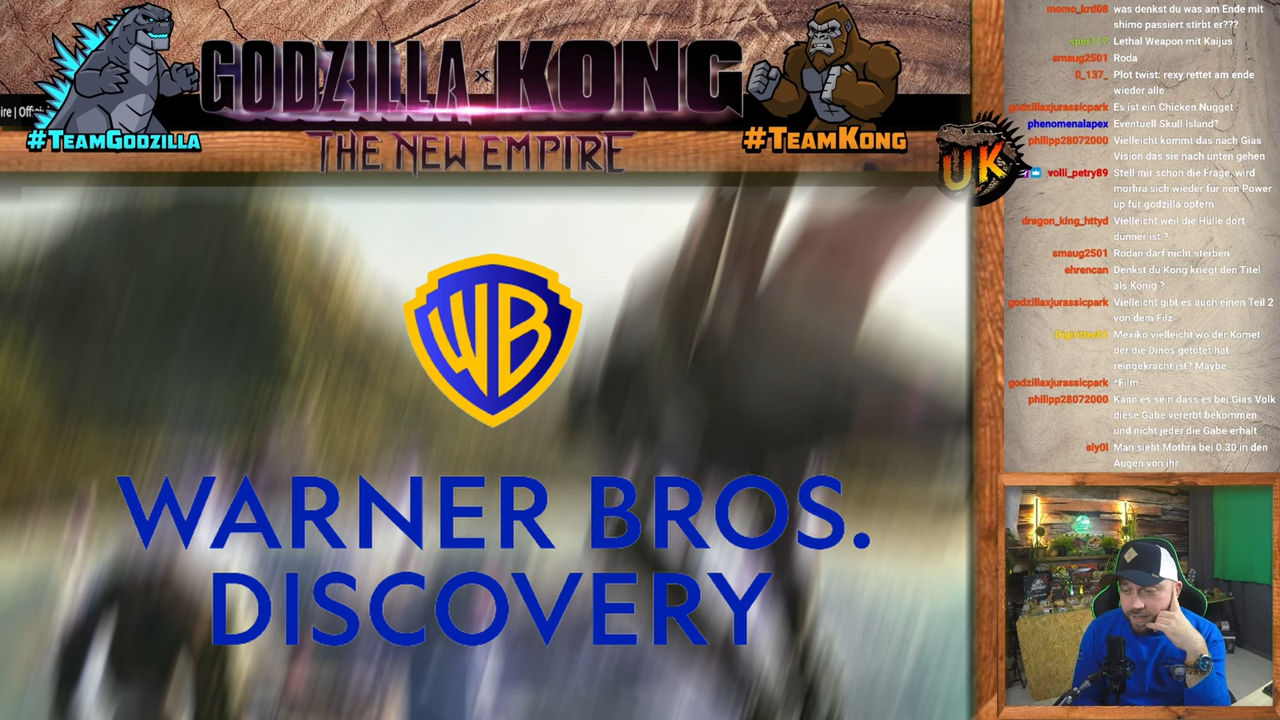 GODZILLA x KONG
ire | Offi
#TEAMGODZILLA
#TEAMKONG
THE NEW EMPIRE
UK
WB
WARNER BROS.
DISCOVERY
momo_krd08 was denkst du was am Ende mit
shimo passiert stirbt er???
Lethal Weapon mit Kaijus
smaug2501 Roda
0_137_ Plot twist: rexy rettet am ende
wieder alle
godzillaxjurassicpark Es ist ein Chicken Nugget
phenomenalapex Eventuell Skull Island?
philipp28072000 Vielleicht kommt das nach Gias
Vision das sie nach unten gehen
volli_petry89 Stell mir schon die Frage, wird
morhra sich wieder für nen Power
up für godzilla opfern
dragon_king_httyd Vielleicht weil die Hülle dort
dünner ist ?
smaug2501 Rodan darf nicht sterben
ehrencan Denkst du Kong kriegt den Titel
als König ?
godzillaxjurassicpark Vielleicht gibt es auch einen Teil 2
von dem Filz
Mexiko vielleicht wo der Komet
der die Dinos getötet hat
reingekracht ist? Maybe
godzillaxjurassicpark *Film
philipp28072000 Kann es sein dass es bei Gias Volk
diese Gabe vererbt bekommen
und nicht jeder die Gabe erhält
sly0l Man sieht Mothra bei 0.30 in den
Augen von ihr